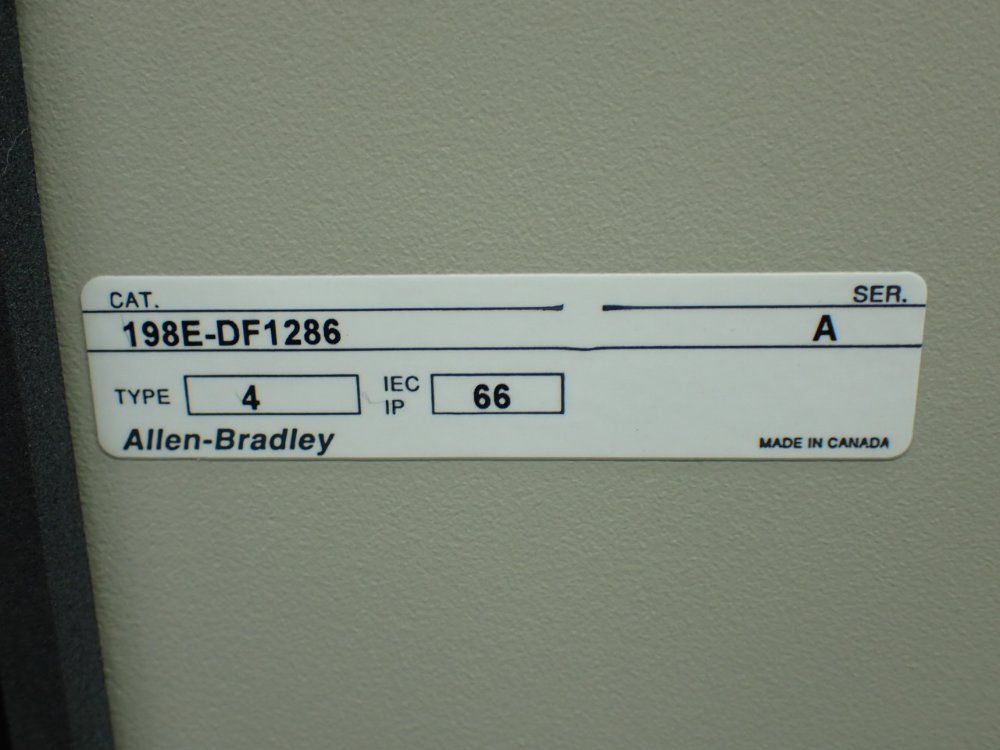 CAT. SER.
198E-DF1286 A
TYPE 4 IEC IP 66
Allen-Bradley MADE IN CANADA